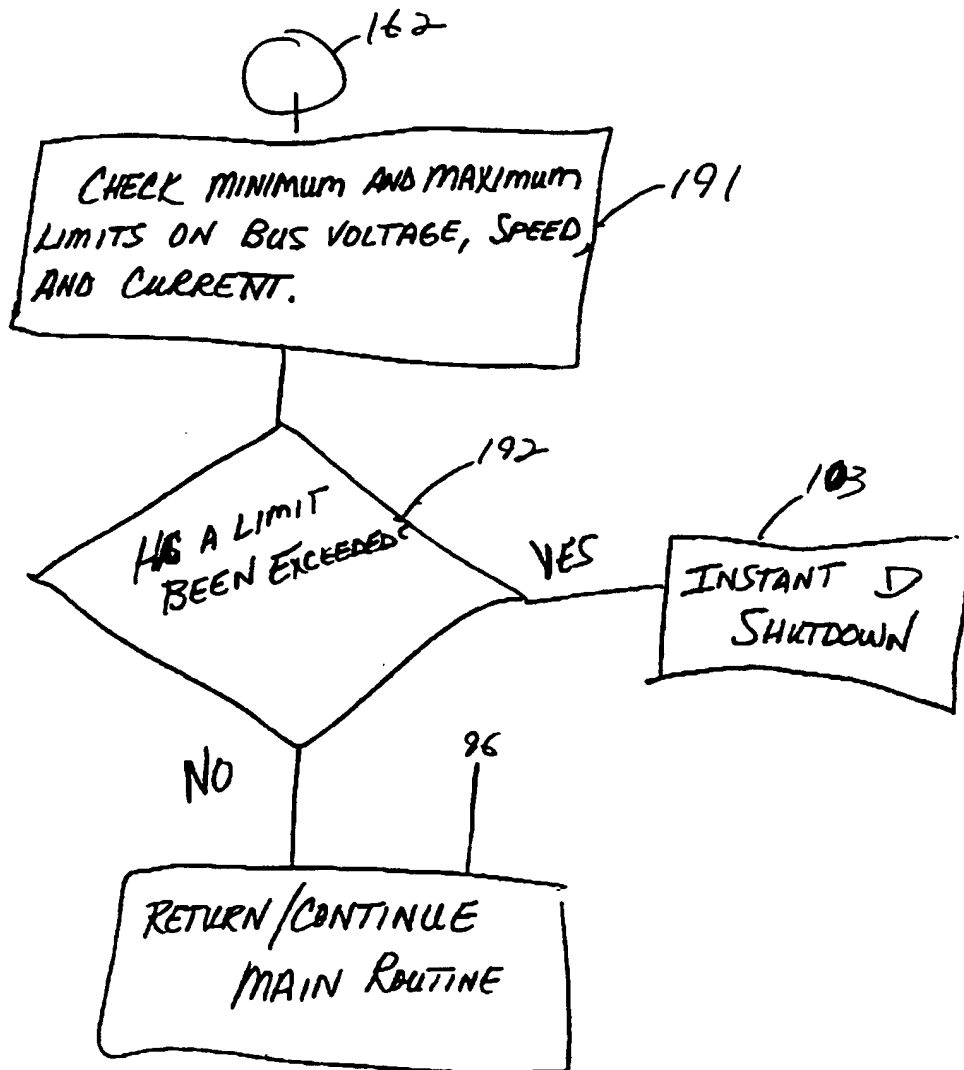 162
CHECK MINIMUM AND MAXIMUM
LIMITS ON BUS VOLTAGE, SPEED,
AND CURRENT.
191
192
A LIMIT
BEEN EXCEEDED
YES
103
INSTANT D
SHUTDOWN
NO
96
RETURN/CONTINUE
MAIN ROUTINE